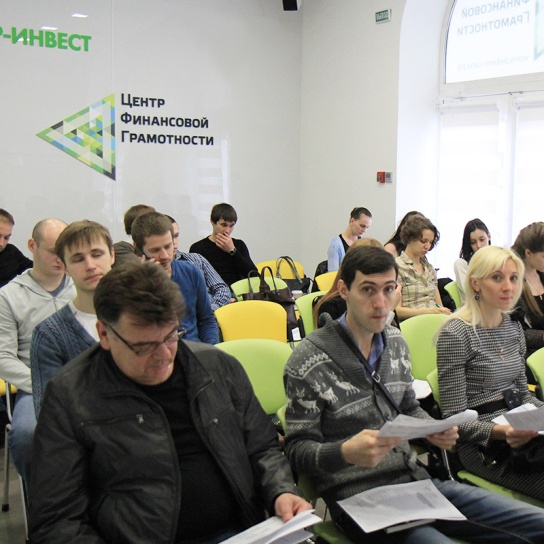 Р-ИНВЕСТ
Центр
Финансовой
Грамотности
Финансовой
Грамотности